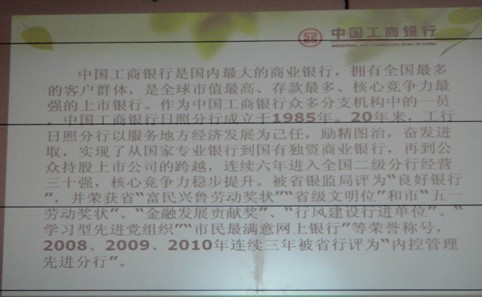 中国工商银行
INDUSTRIAL AND COMMERCIAL BANK OF CHINA
中国工商银行是国内最大的商业银行，拥有全国最多
的客户群体，是全球市值最高、存款最多、核心竞争力最
强的上市银行。作为中国工商银行众多分支机构中的一员
，中国工商银行日照分行成立于1985年。20年来，工行
日照分行以服务地方经济发展为己任，励精图治，奋发进
取，实现了从国家专业银行到国有独资商业银行，再到公
众持股上市公司的跨越，连续六年进入全国二级分行经营
三十强，核心竞争力稳步提升。被省银监局评为“良好银行
”，并荣获省“富民兴鲁劳动奖状”“省级文明位”和市“五一
劳动奖状”、“金融发展贡献奖”、“行风建设行进单位”、“
学习型先进党组织”“市民最满意网上银行”等荣誉称号，
2008、2009、2010年连续三年被省行评为“内控管理
先进分行”。